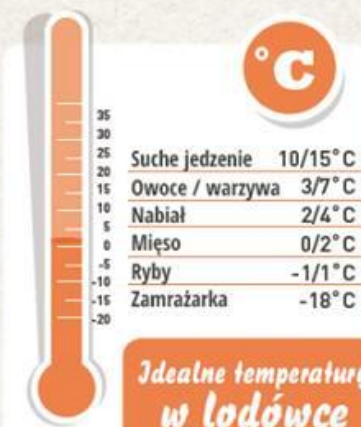 °C
35
30
25
20
15
10
5
0
-5
-10
-15
-20
Suche jedzenie 10/15°C
Owoce / warzywa 3/7°C
Nabiał 2/4°C
Mięso 0/2°C
Ryby -1/1°C
Zamrażarka -18°C
Idealne temperatury
w lodówce